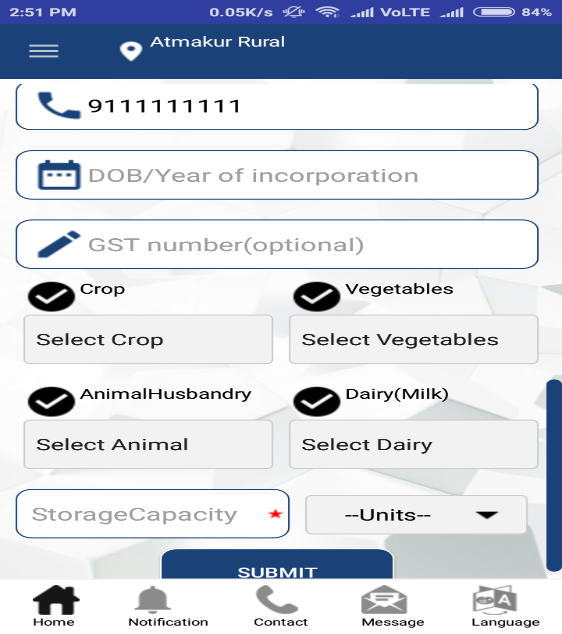 2:51 PM 0.05K/s VoLTE 84%
Atmakur Rural
9111111111
DOB/Year of incorporation
GST number(optional)
Crop Vegetables
Select Crop Select Vegetables
AnimalHusbandry Dairy(Milk)
Select Animal Select Dairy
StorageCapacity --Units--
SUBMIT
Home Notification Contact Message Language